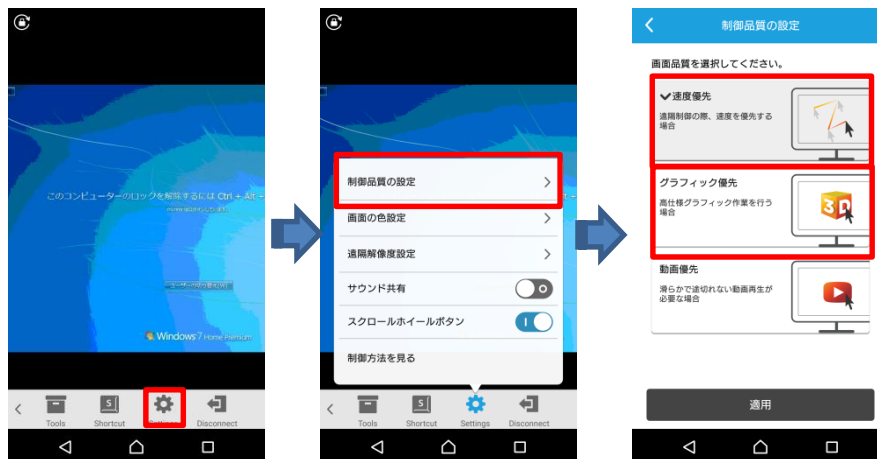 このコンピューターのロックを解除するには Ctrl + Alt +
Windows 7 Home Premium
Tools
Shortcut
Settings
Disconnect
制御品質の設定
画面の色設定
遠隔解像度設定
サウンド共有
スクロールホイールボタン
制御方法を見る
Tools
Shortcut
Settings
Disconnect
制御品質の設定
画面品質を選択してください。
速度優先
遠隔制御の際、速度を優先する
場合
グラフィック優先
高仕様グラフィック作業を行う
場合
3D
動画優先
滑らかで途切れない動画再生が
必要な場合
適用